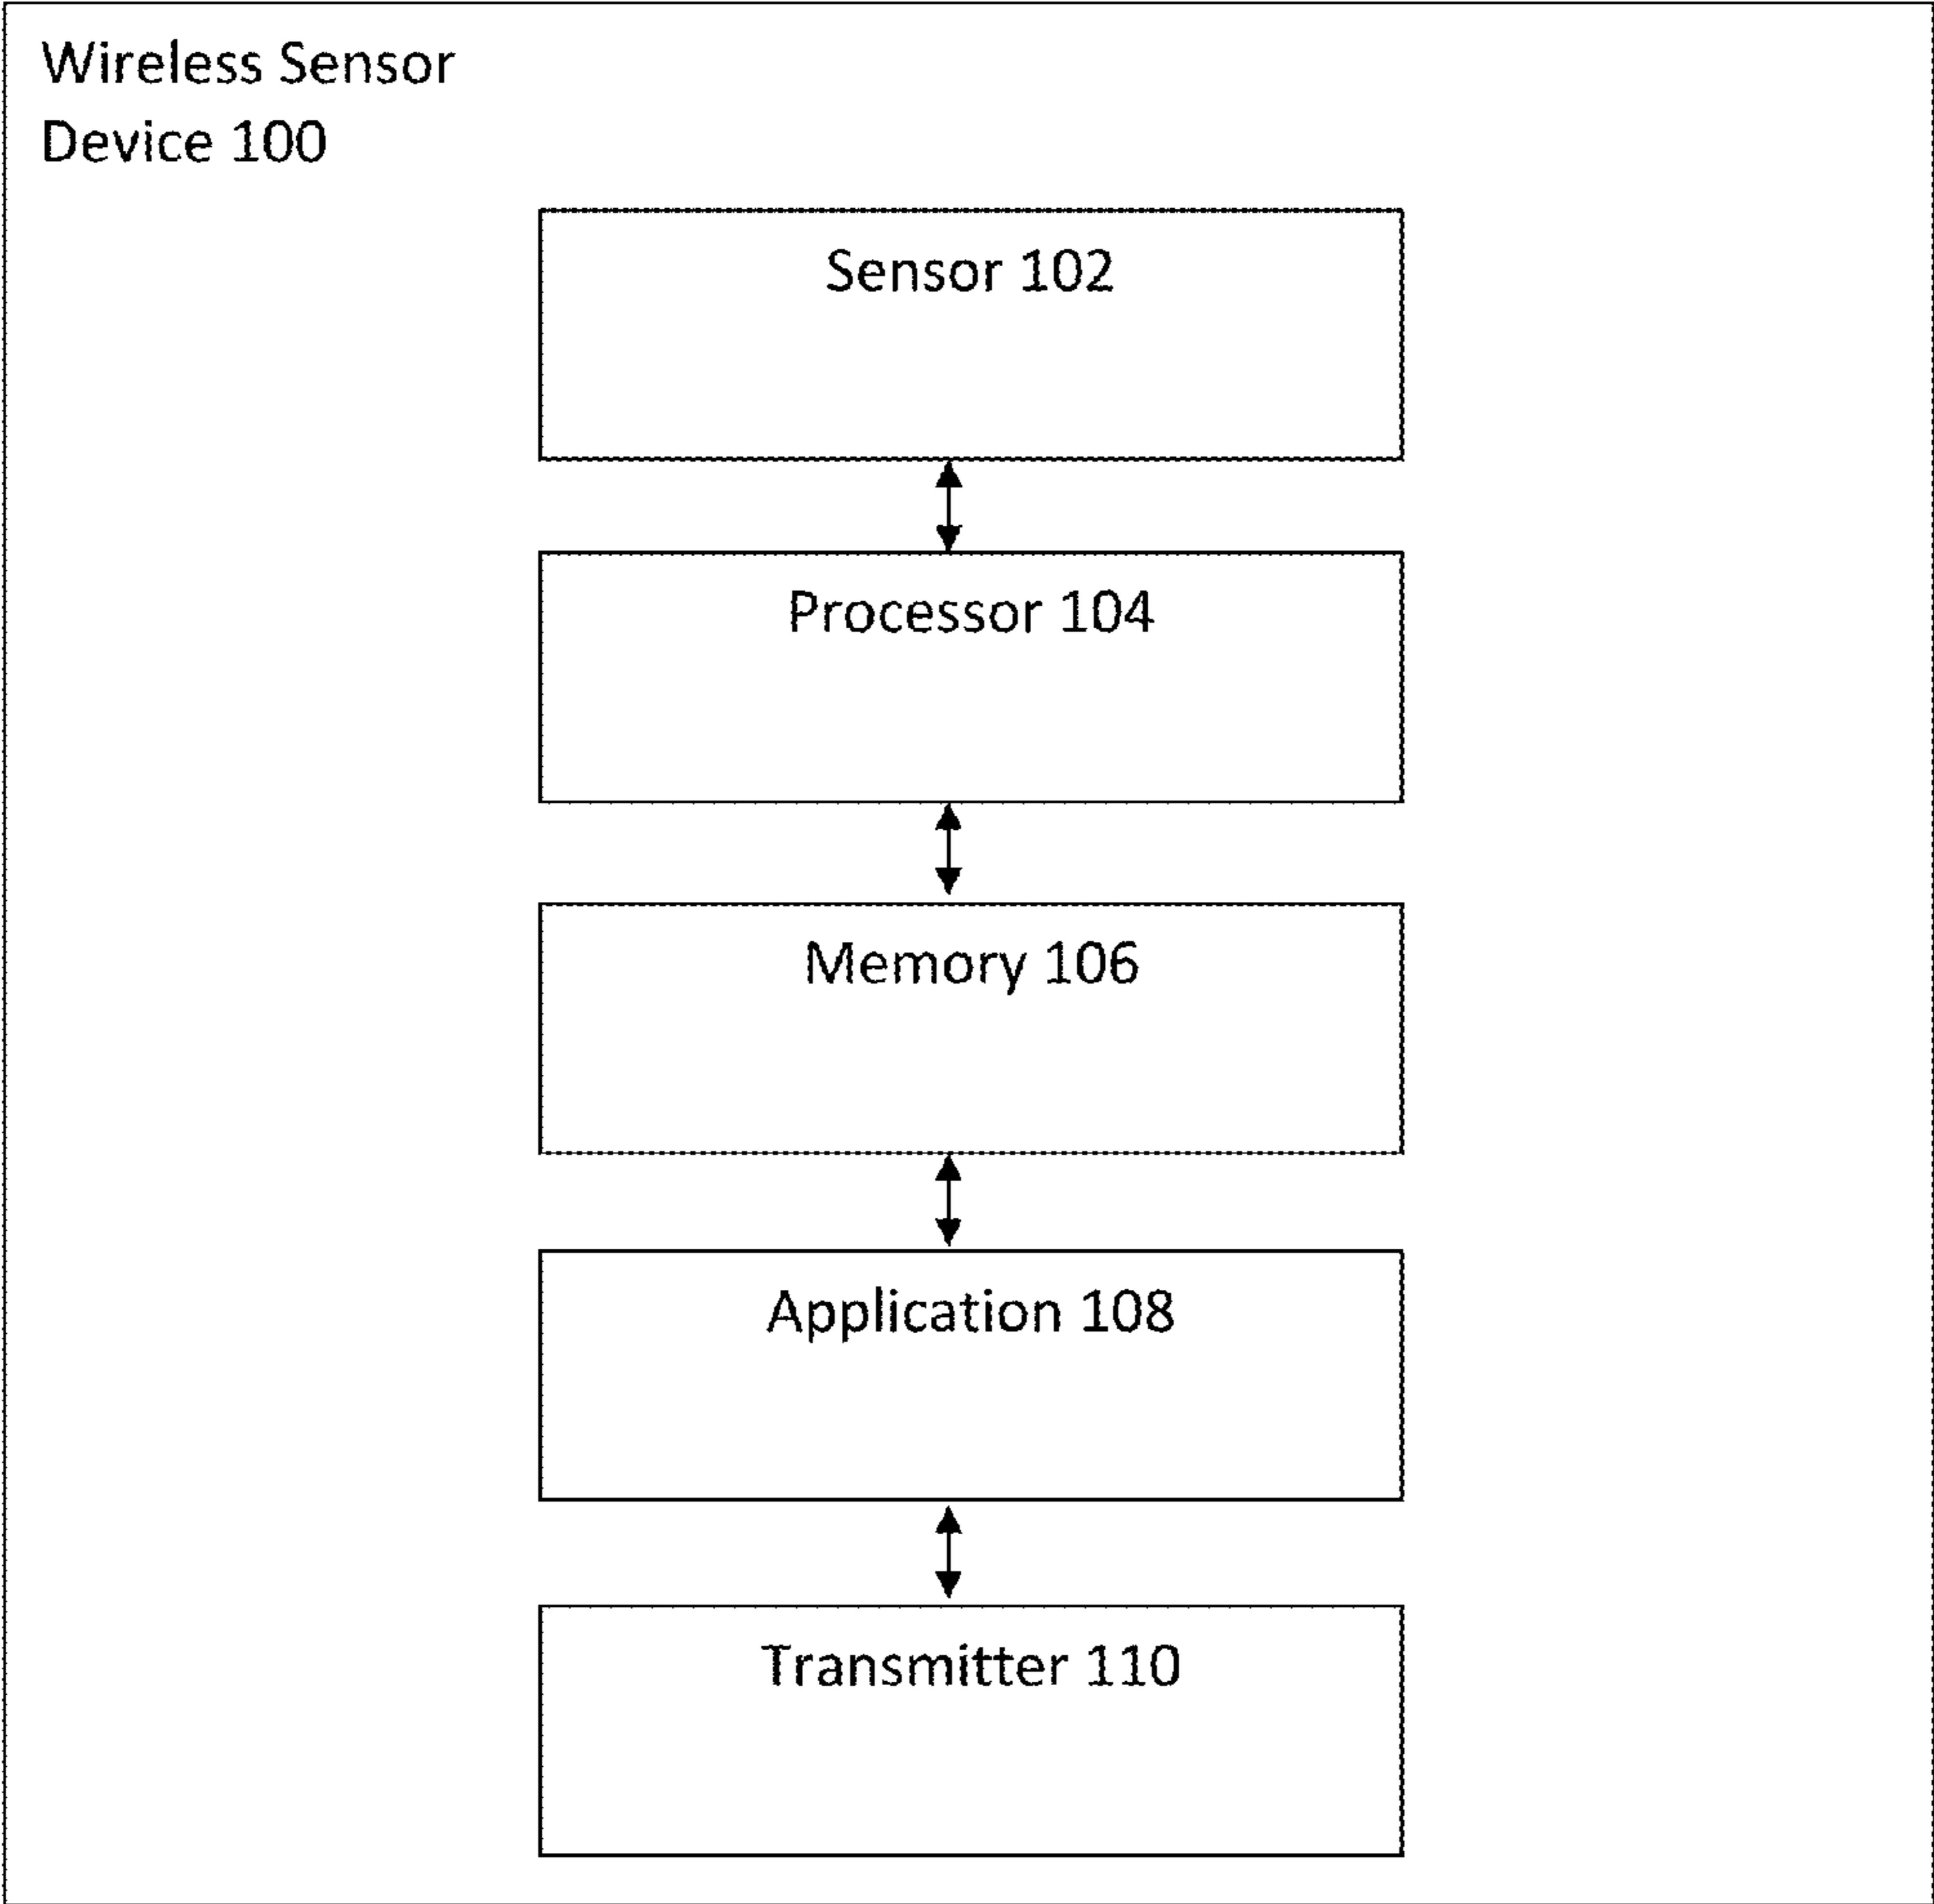 Wireless Sensor
Device 100
Sensor 102
Processor 104
Memory 106
Application 108
Transmitter 110